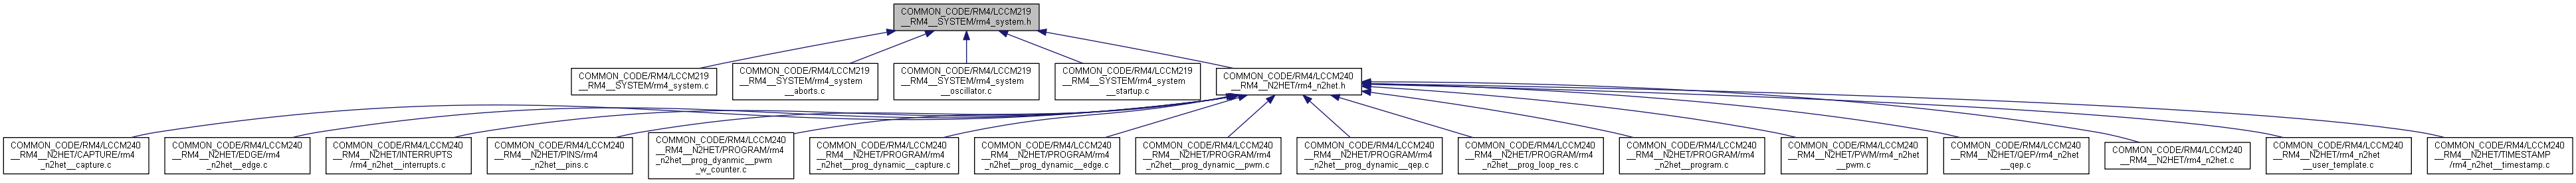 COMMON_CODE/RM4/LCCM219
__RM4__SYSTEM/rm4_system.h
COMMON_CODE/RM4/LCCM219
__RM4__SYSTEM/rm4_system.c
COMMON_CODE/RM4/LCCM219
__RM4__SYSTEM/rm4_system
__aborts.c
COMMON_CODE/RM4/LCCM219
__RM4__SYSTEM/rm4_system
__oscillator.c
COMMON_CODE/RM4/LCCM219
__RM4__SYSTEM/rm4_system
__startup.c
COMMON_CODE/RM4/LCCM240
__RM4__N2HET/rm4_n2het.h
COMMON_CODE/RM4/LCCM240
__RM4__N2HET/CAPTURE/rm4
_n2het__capture.c
COMMON_CODE/RM4/LCCM240
__RM4__N2HET/EDGE/rm4
_n2het__edge.c
COMMON_CODE/RM4/LCCM240
__RM4__N2HET/INTERRUPTS
/rm4_n2het__interrupts.c
COMMON_CODE/RM4/LCCM240
__RM4__N2HET/PINS/rm4
_n2het__pins.c
COMMON_CODE/RM4/LCCM240
__RM4__N2HET/PROGRAM/rm4
_n2het__prog_dyanmic__pwm
_w_counter.c
COMMON_CODE/RM4/LCCM240
__RM4__N2HET/PROGRAM/rm4
_n2het__prog_dynamic__capture.c
COMMON_CODE/RM4/LCCM240
__RM4__N2HET/PROGRAM/rm4
_n2het__prog_dynamic__edge.c
COMMON_CODE/RM4/LCCM240
__RM4__N2HET/PROGRAM/rm4
_n2het__prog_dynamic__pwm.c
COMMON_CODE/RM4/LCCM240
__RM4__N2HET/PROGRAM/rm4
_n2het__prog_dynamic__qep.c
COMMON_CODE/RM4/LCCM240
__RM4__N2HET/PROGRAM/rm4
_n2het__prog_loop_res.c
COMMON_CODE/RM4/LCCM240
__RM4__N2HET/PROGRAM/rm4
_n2het__program.c
COMMON_CODE/RM4/LCCM240
__RM4__N2HET/PWM/rm4_n2het
__pwm.c
COMMON_CODE/RM4/LCCM240
__RM4__N2HET/QEP/rm4_n2het
__qep.c
COMMON_CODE/RM4/LCCM240
__RM4__N2HET/rm4_n2het.c
COMMON_CODE/RM4/LCCM240
__RM4__N2HET/rm4_n2het
__user_template.c
COMMON_CODE/RM4/LCCM240
__RM4__N2HET/TIMESTAMP
/rm4_n2het__timestamp.c